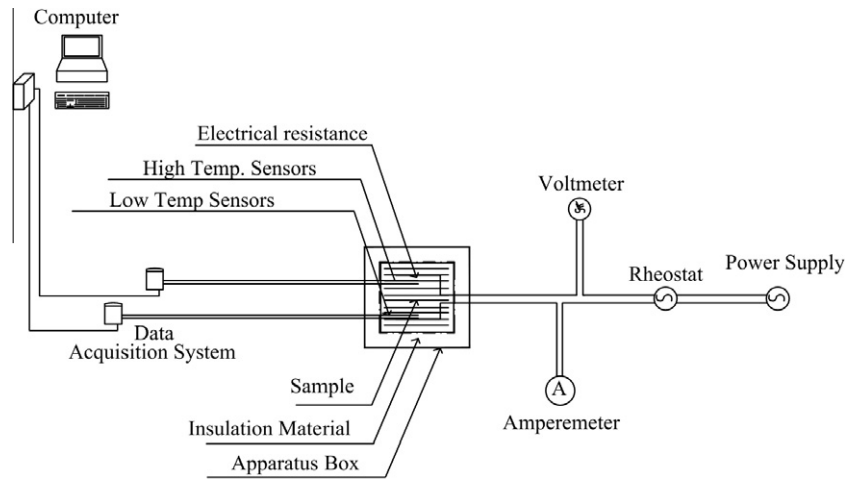 Computer
Electrical resistance
High Temp. Sensors
Low Temp Sensors
Voltmeter
Rheostat
Power Supply
Data
Acquisition System
Sample
A
Amperemeter
Insulation Material
Apparatus Box